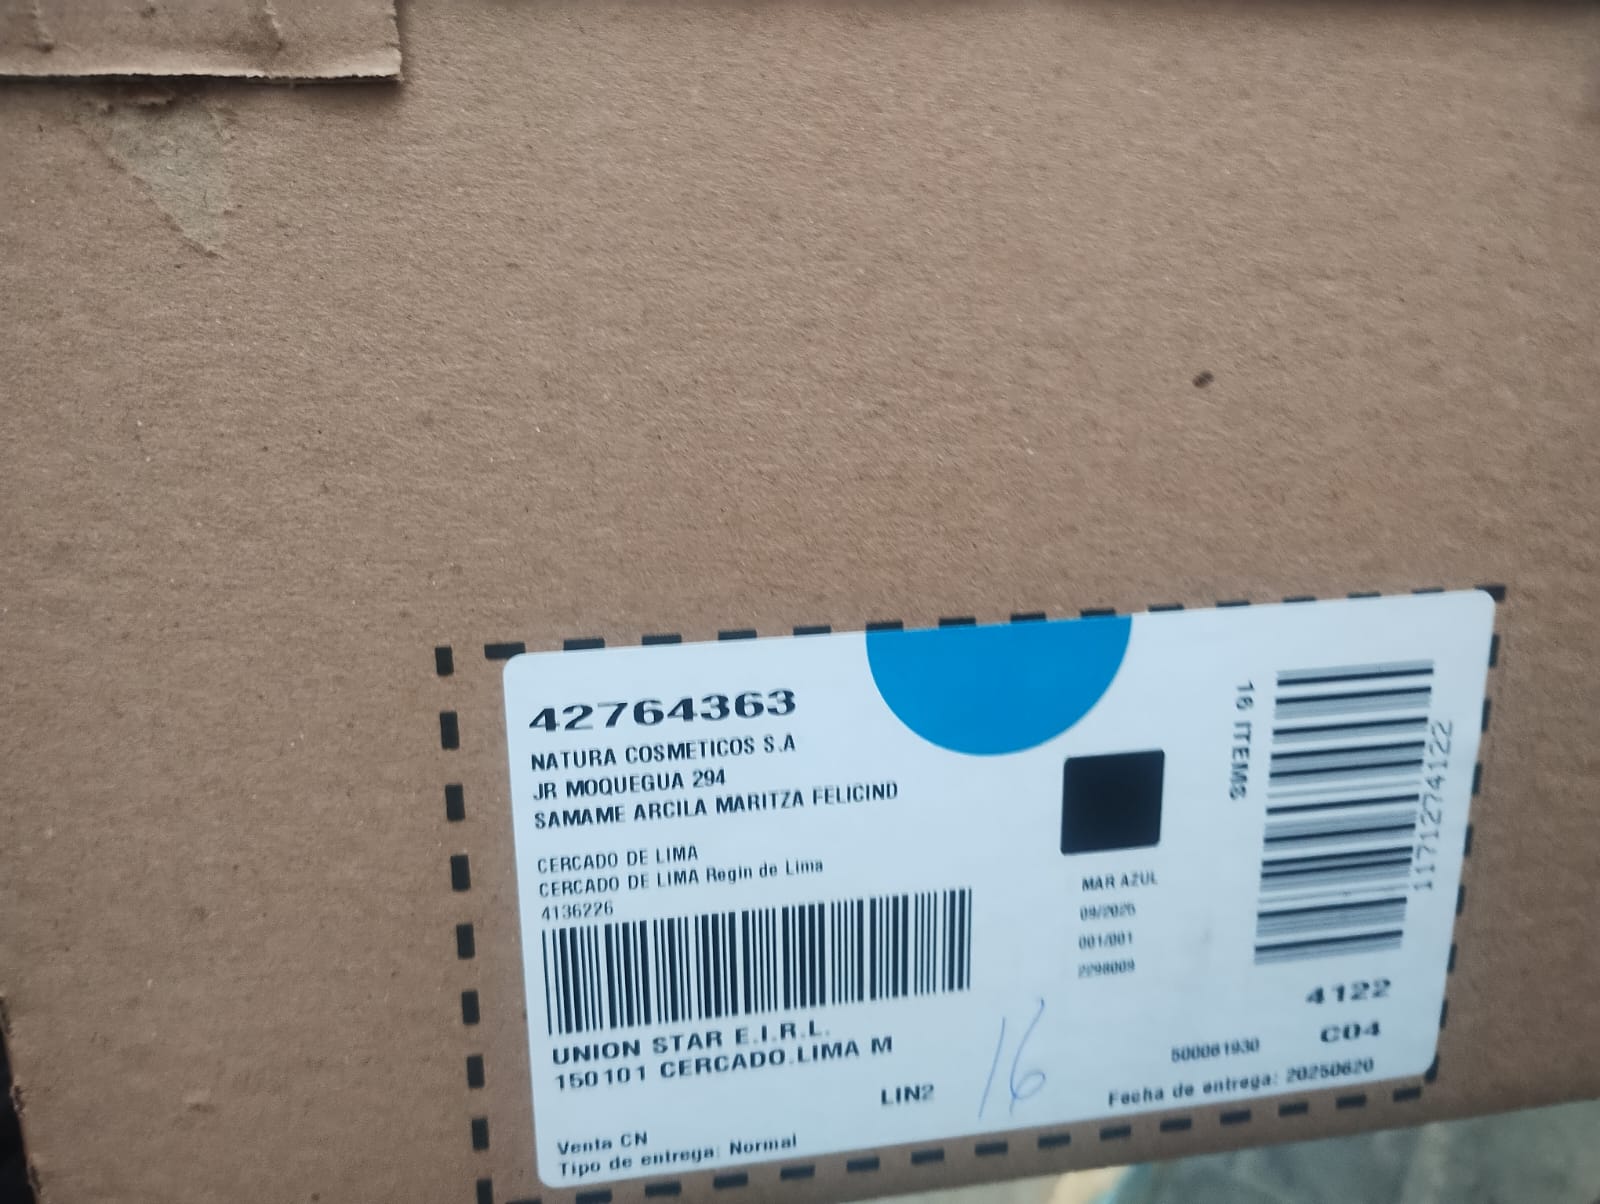 42764363
NATURA COSMETICOS S.A
JR MOQUEGUA 294
SAMAME ARCILA MARITZA FELICIND
CERCADO DE LIMA
CERCADO DE LIMA Regin de Lima
4136226
UNION STAR E.I.R.L.
150101 CERCADO.LIMA M
LIN2
16
Venta CN
Tipo de entrega: Normal
MAR AZUL
09/2025
001/001
2298009
16 ITEMS
1171274122
4122
C04
500061930
Fecha de entrega: 20250620